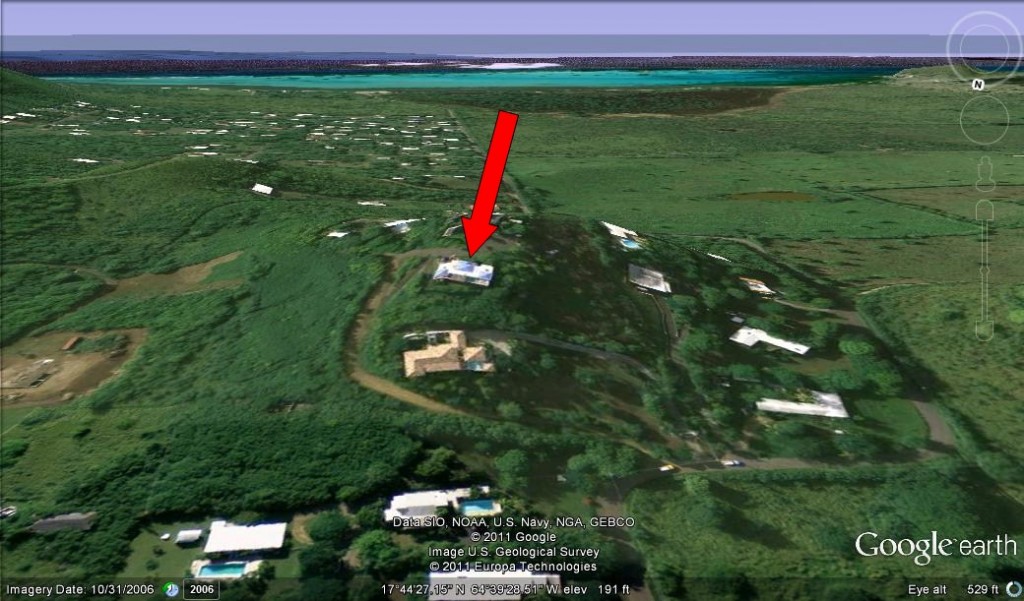 N
Data SIO, NOAA, U.S. Navy, NGA, GEBCO
© 2011 Google
Image U.S. Geological Survey
© 2011 Europa Technologies
Google earth
Imagery Date: 10/31/2006 2006 17°44'27.15" N 64°39'28.51" W elev 191 ft Eye alt 529 ft